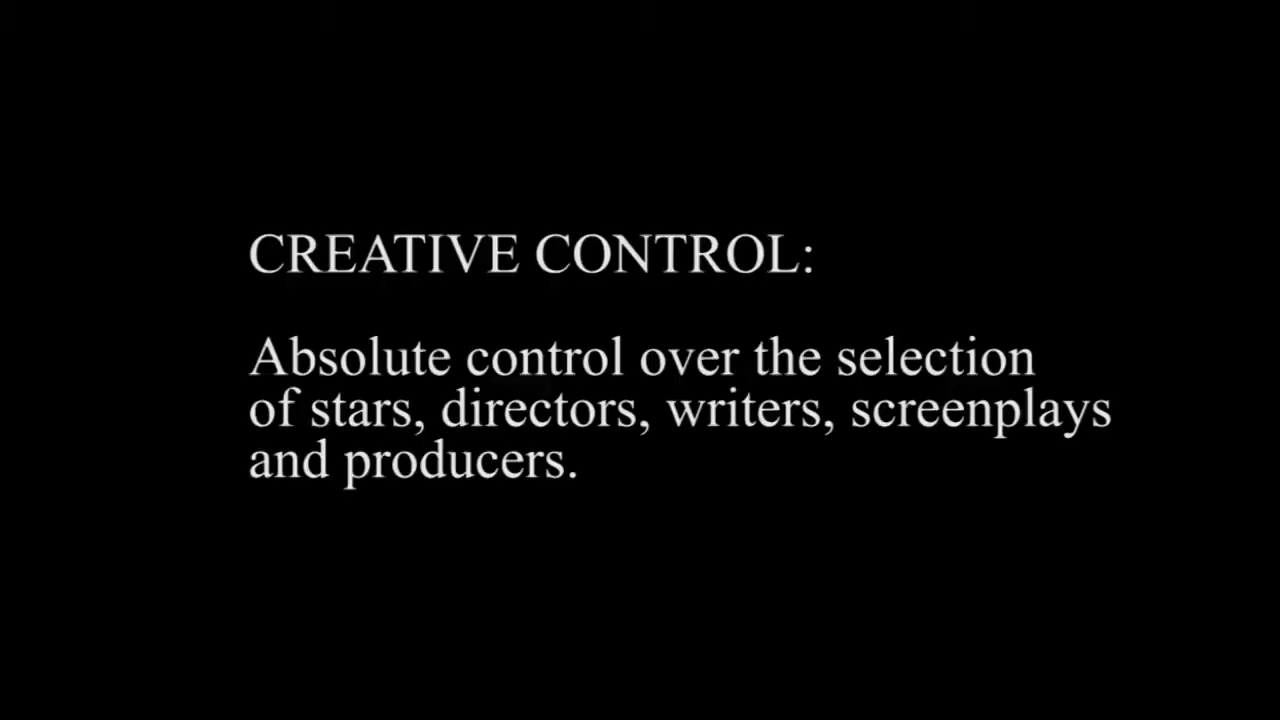 CREATIVE CONTROL:
Absolute control over the selection
of stars, directors, writers, screenplays
and producers.